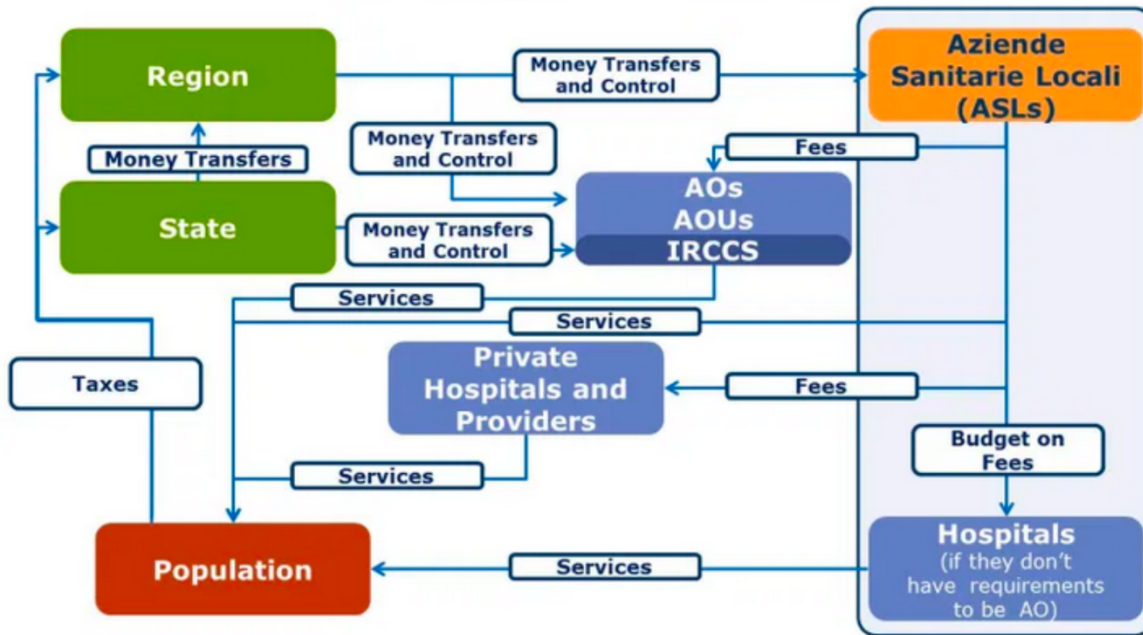 Region
Money Transfers
and Control
Aziende
Sanitarie Locali
(ASLs)
Money Transfers
and Control
Fees
Money Transfers
AOs
AOUs
IRCCS
State
Money Transfers
and Control
Services
Services
Taxes
Private
Hospitals and
Providers
Fees
Budget on
Fees
Services
Population
Services
Hospitals
(if they don't
have requirements
to be AO)